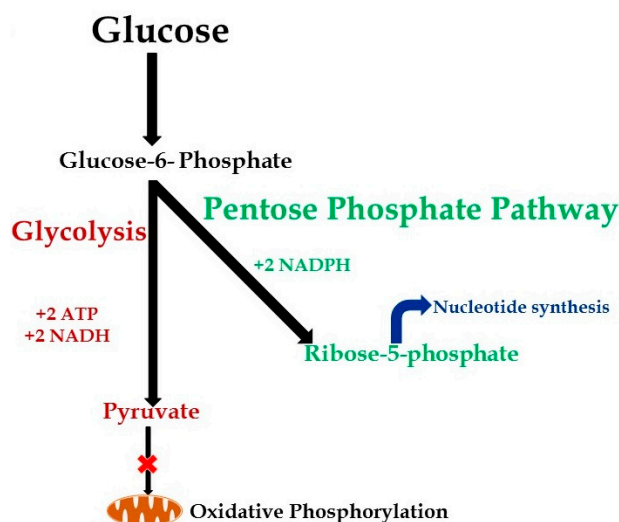 Glucose
Glucose-6- Phosphate
Pentose Phosphate Pathway
Glycolysis
+2 NADPH
+2 ATP
+2 NADH
Nucleotide synthesis
Ribose-5-phosphate
Pyruvate
Oxidative Phosphorylation